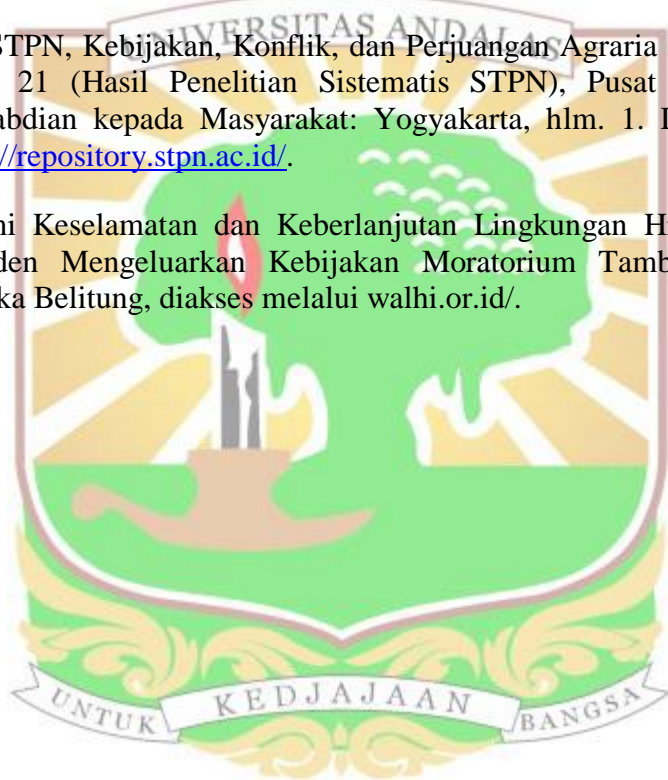 UNIVERSITAS ANDALAS
STPN, Kebijakan, Konflik, dan Perjuangan Agraria
21 (Hasil Penelitian Sistematis STPN), Pusat
abdian kepada Masyarakat: Yogyakarta, hlm. 1.
//repository.stpn.ac.id/.
Keselamatan dan Keberlanjutan Lingkungan
den Mengeluarkan Kebijakan Moratorium
ka Belitung, diakses melalui walhi.or.id/.
UNTUK KEDJAJAAN BANGSA